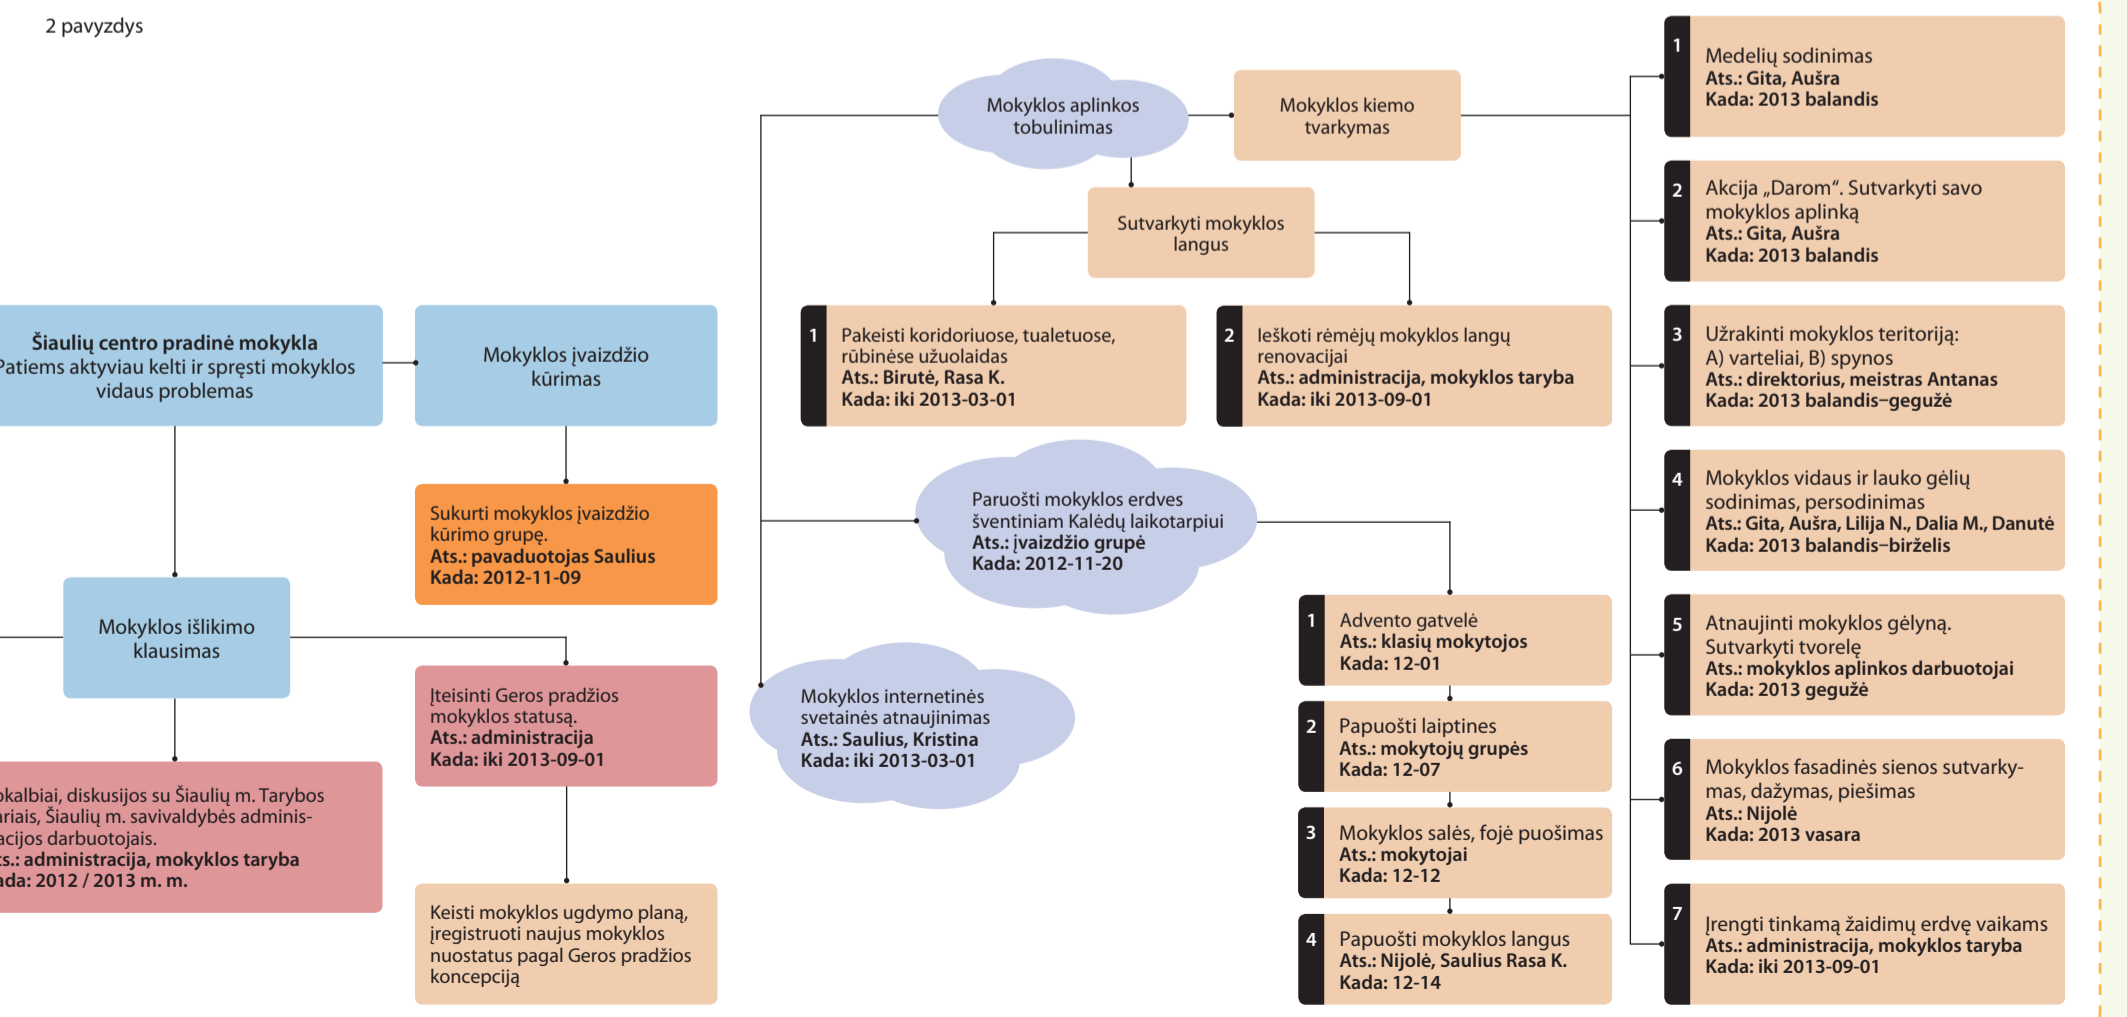 2 pavyzdys
Šiaulių centro pradinė mokykla
Patiems aktyviau kelti ir spręsti mokyklos
vidaus problemas
Mokyklos įvaizdžio
kūrimas
Sukurti mokyklos įvaizdžio
kūrimo grupę.
Ats.: pavaduotojas Saulius
Kada: 2012-11-09
Mokyklos išlikimo
klausimas
Įteisinti Geros pradžios
mokyklos statusą.
Ats.: administracija
Kada: iki 2013-09-01
diskusijos su Šiaulių m. Tarybos
Šiaulių m. savivaldybės adminis-
darbuotojais.
administracija, mokyklos taryba
2012 / 2013 m. m.
Keisti mokyklos ugdymo planą,
įregistruoti naujus mokyklos
nuostatus pagal Geros pradžios
koncepciją
Mokyklos aplinkos
tobulinimas
Mokyklos kiemo
tvarkymas
Sutvarkyti mokyklos
langus
1
Pakeisti koridoriuose, tualetuose,
rūbinėse užuolaidas
Ats.: Birutė, Rasa K.
Kada: iki 2013-03-01
2
Ieškoti rėmėjų mokyklos langų
renovacijai
Ats.: administracija, mokyklos taryba
Kada: iki 2013-09-01
Paruošti mokyklos erdves
šventiniam Kalėdų laikotarpiui
Ats.: įvaizdžio grupė
Kada: 2012-11-20
Mokyklos internetinės
svetainės atnaujinimas
Ats.: Saulius, Kristina
Kada: iki 2013-03-01
1
Advento gatvelė
Ats.: klasių mokytojos
Kada: 12-01
2
Papuošti laiptines
Ats.: mokytojų grupės
Kada: 12-07
3
Mokyklos salės, fojė puošimas
Ats.: mokytojai
Kada: 12-12
4
Papuošti mokyklos langus
Ats.: Nijolė, Saulius Rasa K.
Kada: 12-14
1
Medelių sodinimas
Ats.: Gita, Aušra
Kada: 2013 balandis
2
Akcija „Darom“. Sutvarkyti savo
mokyklos aplinką
Ats.: Gita, Aušra
Kada: 2013 balandis
3
Užrakinti mokyklos teritoriją:
A) varteliai, B) spynos
Ats.: direktorius, meistras Antanas
Kada: 2013 balandis–gegužė
4
Mokyklos vidaus ir lauko gėlių
sodinimas, persodinimas
Ats.: Gita, Aušra, Lilija N., Dalia M., Danutė
Kada: 2013 balandis–birželis
5
Atnaujinti mokyklos gėlyną.
Sutvarkyti tvorelę
Ats.: mokyklos aplinkos darbuotojai
Kada: 2013 gegužė
6
Mokyklos fasadinės sienos sutvarky-
mas, dažymas, piešimas
Ats.: Nijolė
Kada: 2013 vasara
7
Įrengti tinkamą žaidimų erdvę vaikams
Ats.: administracija, mokyklos taryba
Kada: iki 2013-09-01